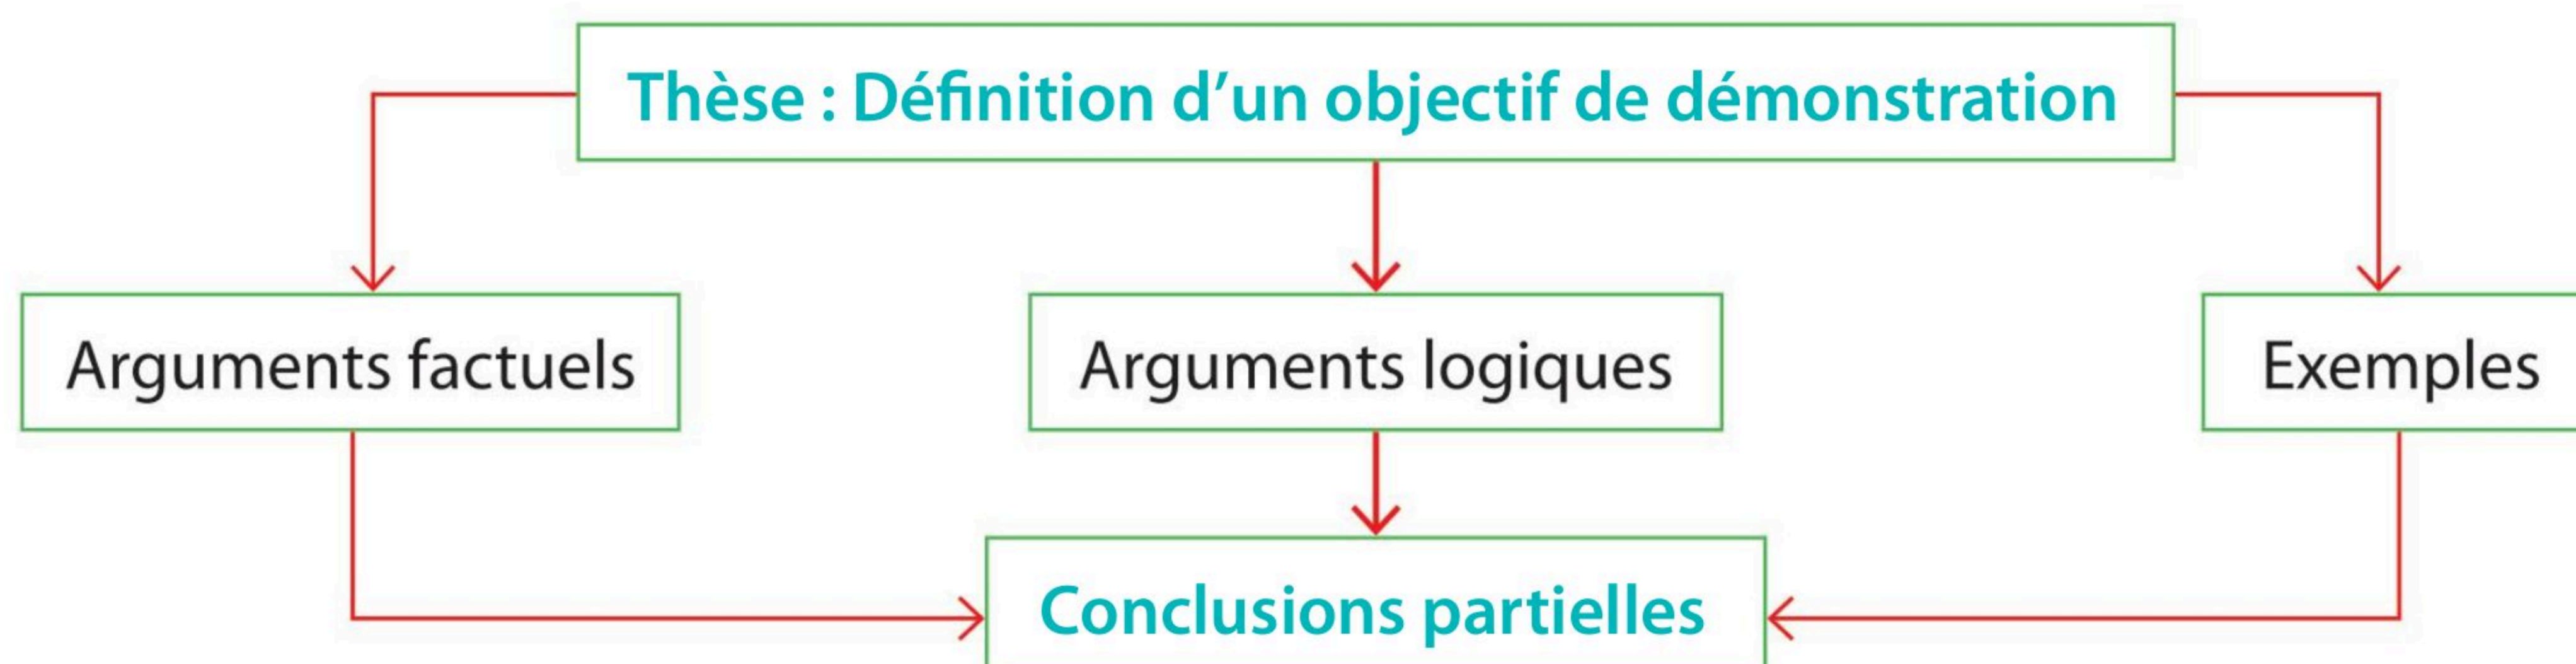 Thèse : Définition d’un objectif de démonstration
Arguments factuels
Arguments logiques
Exemples
Conclusions partielles